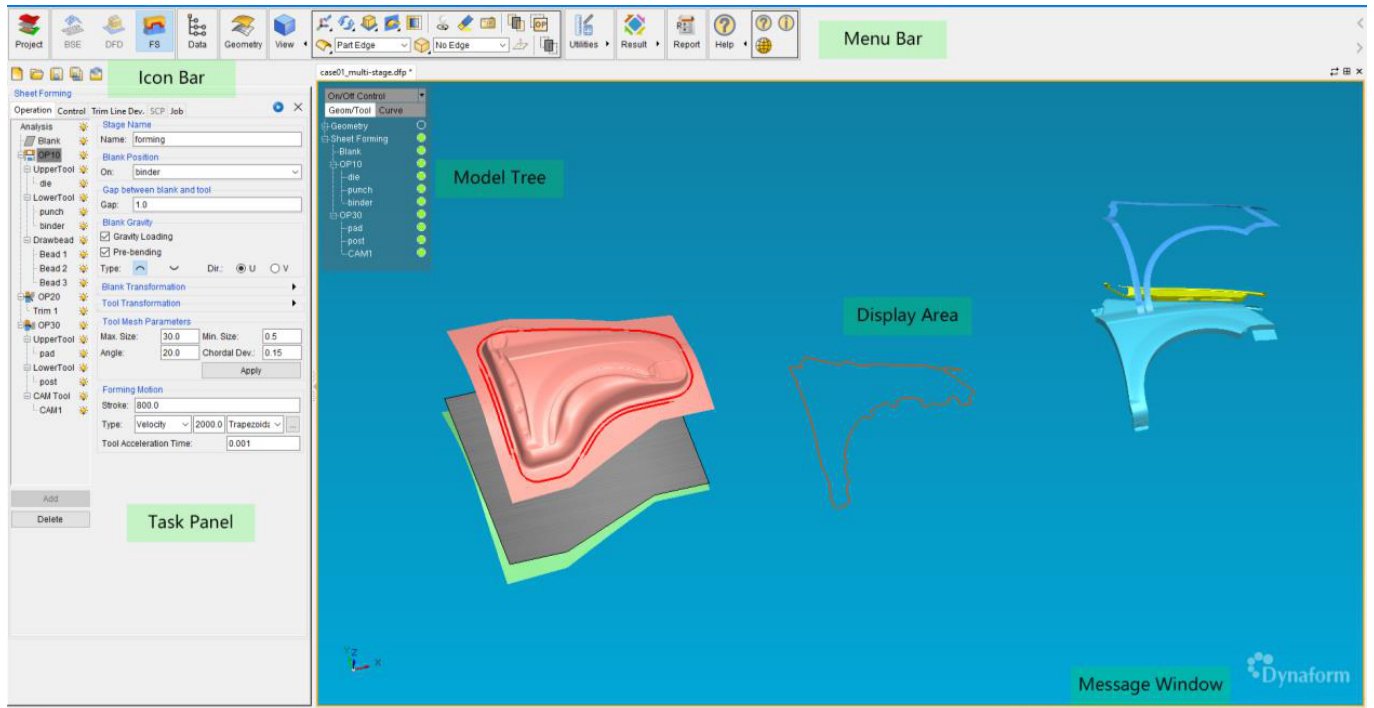 Project BSE DFD FS Data Geometry View
Part Edge No Edge
Utilities Result Report Help
Menu Bar
Icon Bar
case01_multi-stage.dfp *
Sheet Forming
Operation Control Trim Line Dev. SCP Job
Analysis
Blank
OP10
UpperTool
die
LowerTool
punch
binder
Drawbead
Bead 1
Bead 2
Bead 3
OP20
Trim 1
OP30
UpperTool
pad
LowerTool
post
CAM Tool
CAM1
Add
Delete
Stage Name
Name: forming
Blank Position
On: binder
Gap between blank and tool
Gap: 1.0
Blank Gravity
Gravity Loading
Pre-bending
Type: Dir.: U V
Blank Transformation
Tool Transformation
Tool Mesh Parameters
Max. Size: 30.0 Min. Size: 0.5
Angle: 20.0 Chordal Dev.: 0.15
Apply
Forming Motion
Stroke: 800.0
Type: Velocity 2000.0 Trapezoida ...
Tool Acceleration Time: 0.001
Task Panel
On/Off Control
Geom/Tool Curve
Geometry
Sheet Forming
Blank
OP10
die
punch
binder
OP30
pad
post
CAM1
Model Tree
Display Area
Y Z
X
Message Window
Dynaform